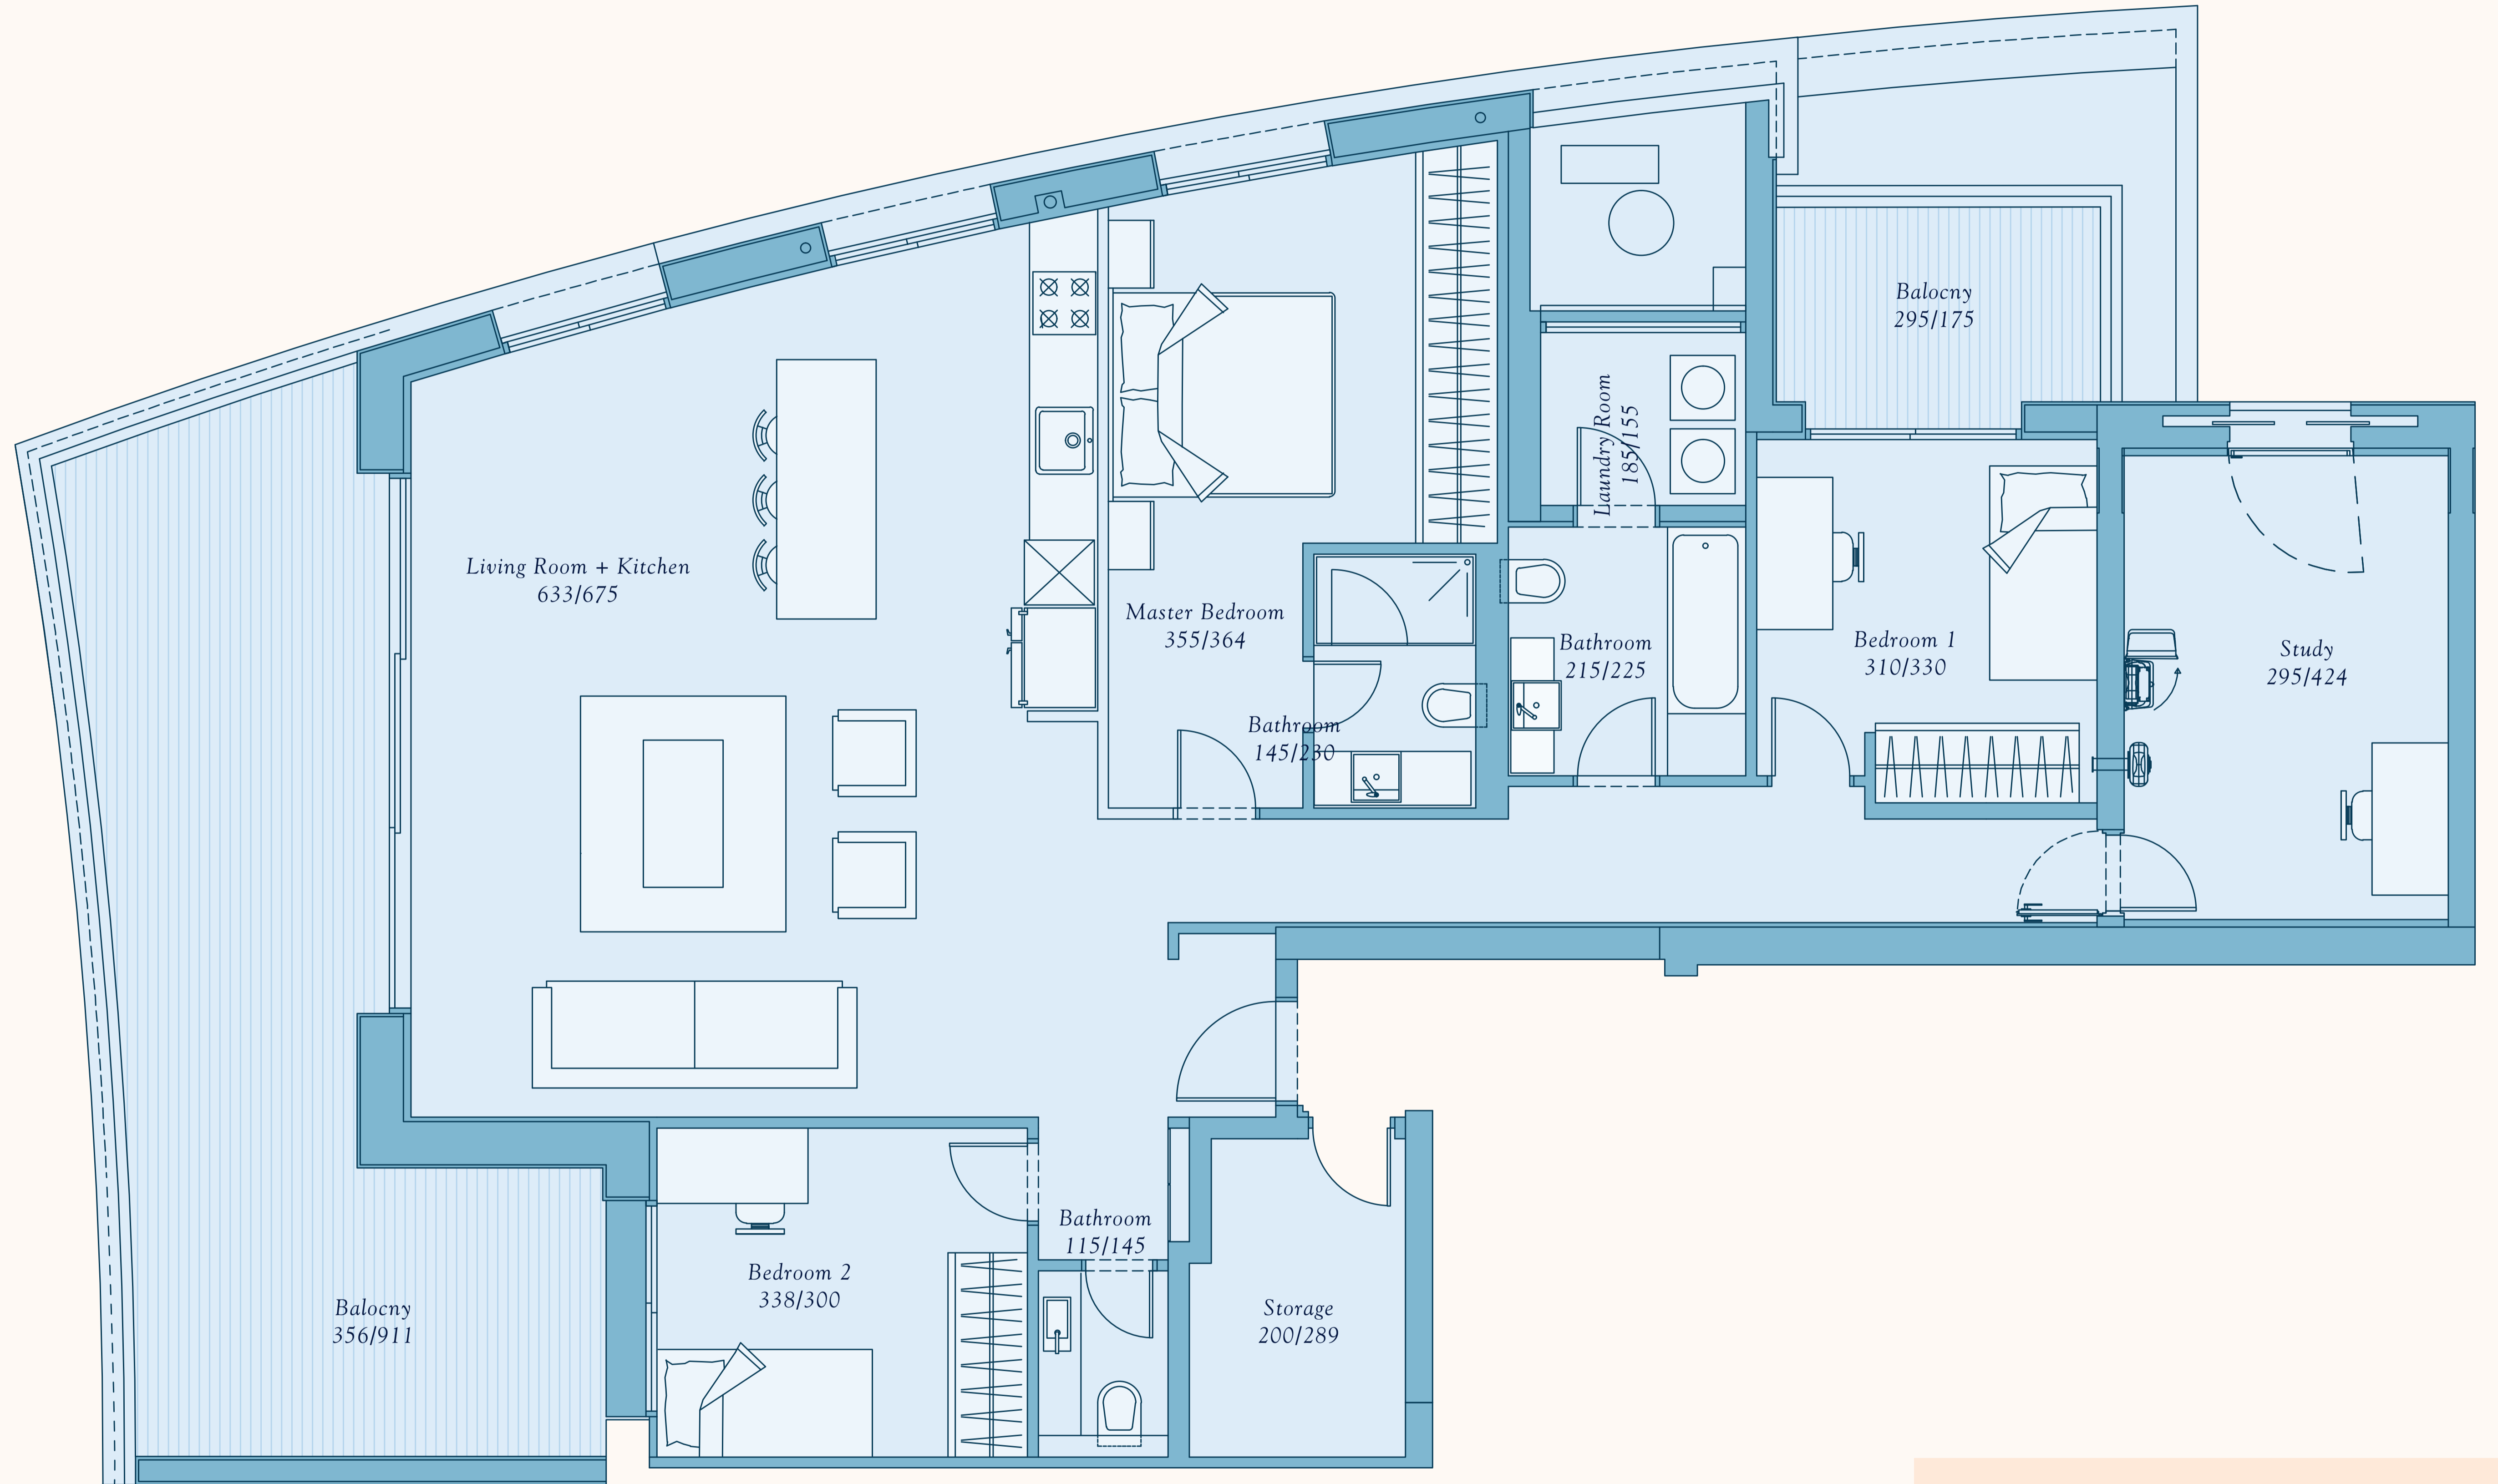 Balocny
295/175
Living Room + Kitchen
633/675
Laundry Room
185/155
Master Bedroom
355/364
Bathroom
215/225
Bedroom 1
310/330
Study
295/424
Bathroom
145/230
Bathroom
115/145
Bedroom 2
338/300
Balocny
356/911
Storage
200/289